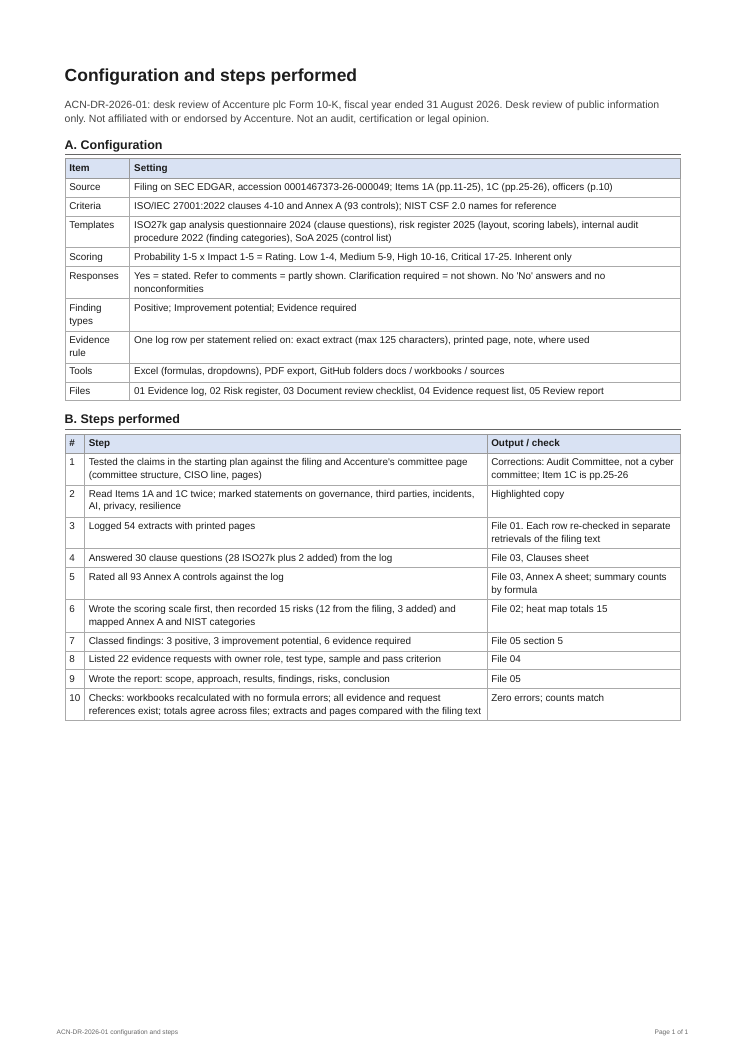 Configuration and steps performed
ACN-DR-2026-01: desk review of Accenture plc Form 10-K, fiscal year ended 31 August 2026. Desk review of public information
only. Not affiliated with or endorsed by Accenture. Not an audit, certification or legal opinion.
A. Configuration
Item Setting
Source Filing on SEC EDGAR, accession 0001467373-26-000049; Items 1A (pp.11-25), 1C (pp.25-26), officers (p.10)
Criteria ISO/IEC 27001:2022 clauses 4-10 and Annex A (93 controls); NIST CSF 2.0 names for reference
Templates ISO27k gap analysis questionnaire 2024 (clause questions), risk register 2025 (layout, scoring labels), internal audit
procedure 2022 (finding categories), SoA 2025 (control list)
Scoring Probability 1-5 x Impact 1-5 = Rating. Low 1-4, Medium 5-9, High 10-16, Critical 17-25. Inherent only
Responses Yes = stated. Refer to comments = partly shown. Clarification required = not shown. No 'No' answers and no
nonconformities
Finding Positive; Improvement potential; Evidence required
types
Evidence One log row per statement relied on: exact extract (max 125 characters), printed page, note, where used
rule
Tools Excel (formulas, dropdowns), PDF export, GitHub folders docs / workbooks / sources
Files 01 Evidence log, 02 Risk register, 03 Document review checklist, 04 Evidence request list, 05 Review report
B. Steps performed
# Step Output / check
1 Tested the claims in the starting plan against the filing and Accenture's committee page Corrections: Audit Committee, not a cyber
(committee structure, CISO line, pages) committee; Item 1C is pp.25-26
2 Read Items 1A and 1C twice; marked statements on governance, third parties, incidents, Highlighted copy
AI, privacy, resilience
3 Logged 54 extracts with printed pages File 01. Each row re-checked in separate
retrievals of the filing text
4 Answered 30 clause questions (28 ISO27k plus 2 added) from the log File 03, Clauses sheet
5 Rated all 93 Annex A controls against the log File 03, Annex A sheet; summary counts
by formula
6 Wrote the scoring scale first, then recorded 15 risks (12 from the filing, 3 added) and File 02; heat map totals 15
mapped Annex A and NIST categories
7 Classed findings: 3 positive, 3 improvement potential, 6 evidence required File 05 section 5
8 Listed 22 evidence requests with owner role, test type, sample and pass criterion File 04
9 Wrote the report: scope, approach, results, findings, risks, conclusion File 05
10 Checks: workbooks recalculated with no formula errors; all evidence and request Zero errors; counts match
references exist; totals agree across files; extracts and pages compared with the filing text
ACN-DR-2026-01 configuration and steps Page 1 of 1